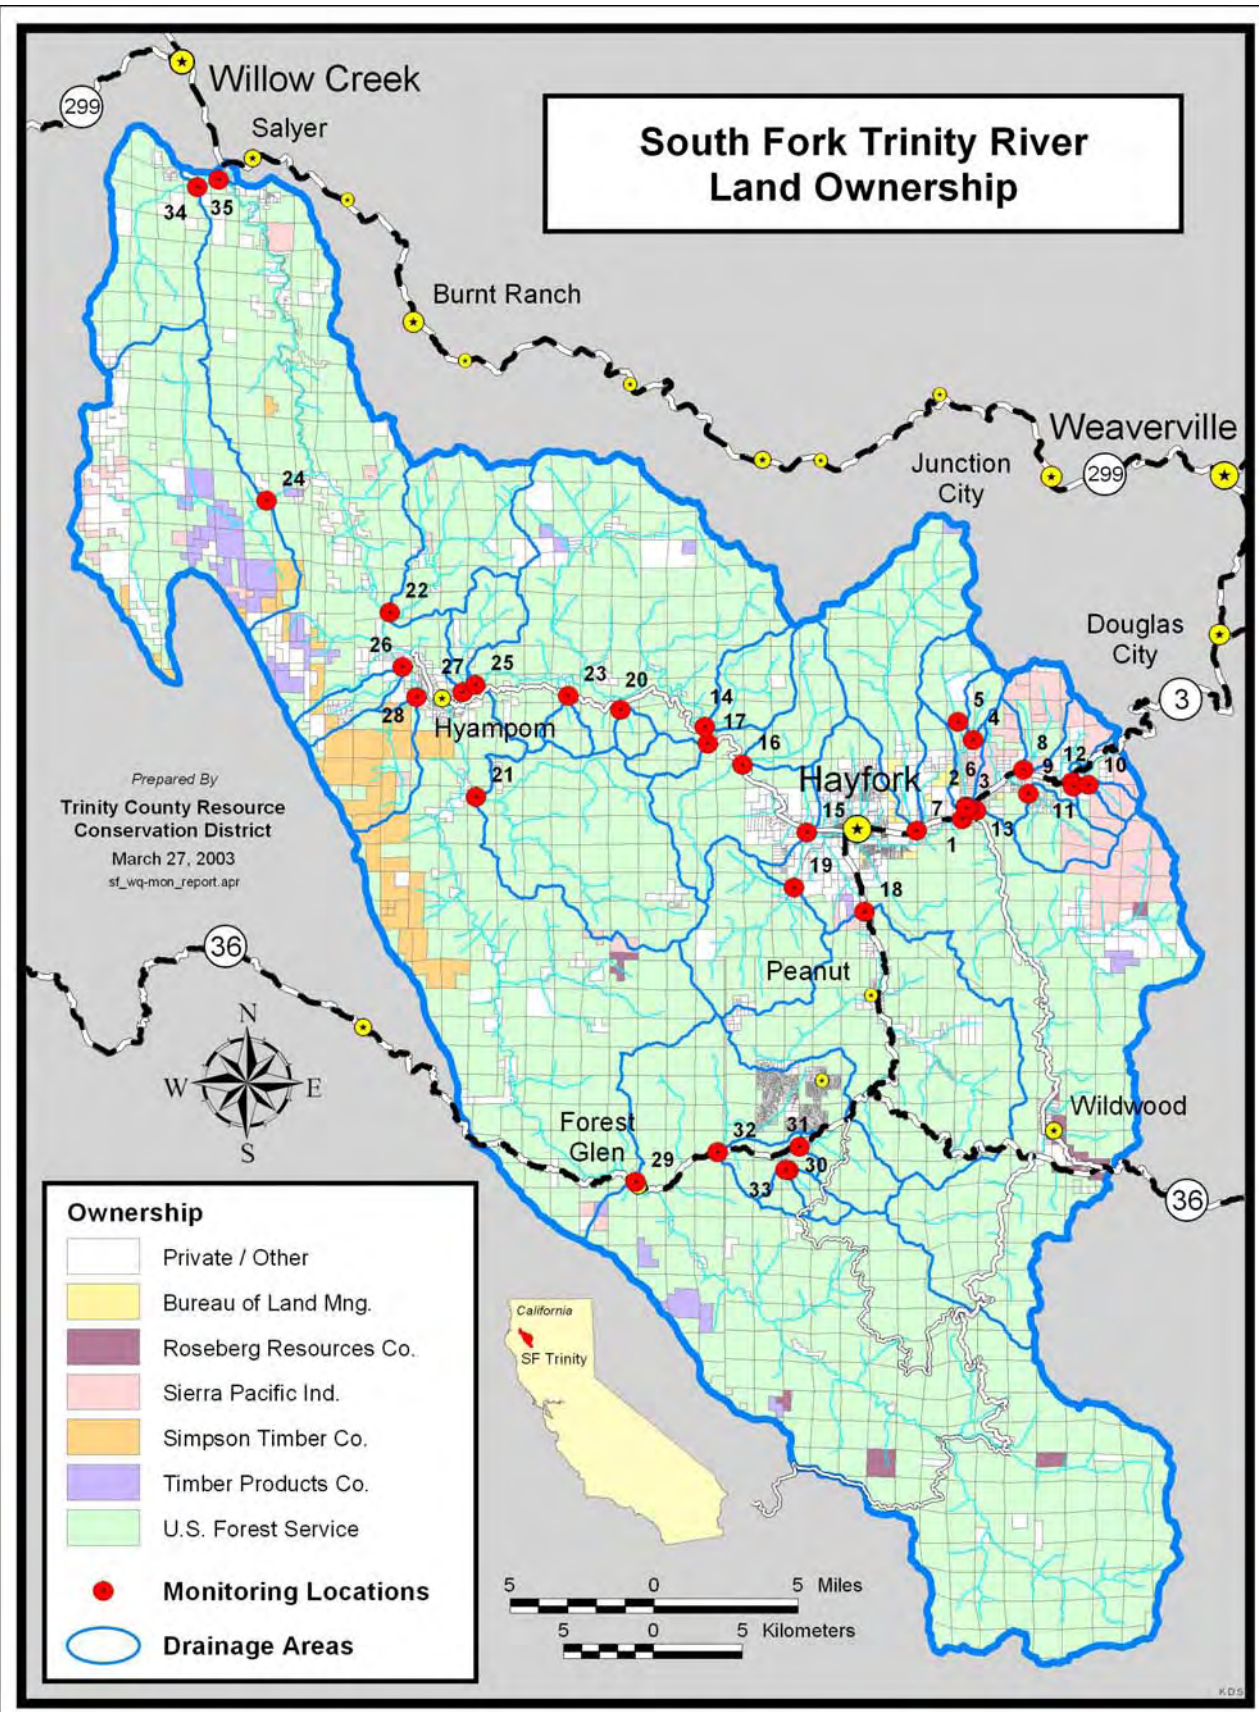 Willow Creek
299
Salyer
South Fork Trinity River
Land Ownership
34
35
Burnt Ranch
Weaverville
Junction
City
299
24
22
Douglas
City
26
27
25
23
20
14
17
16
5
4
3
8
12
10
9
28
Hyampom
21
Hayfork
2
6
3
15
7
11
13
1
Prepared By
Trinity County Resource
Conservation District
March 27, 2003
sf_wq-mon_report.apr
19
18
36
Peanut
N
W
E
S
Forest
Glen
Wildwood
32
31
29
30
33
36
Ownership
Private / Other
Bureau of Land Mng.
Roseberg Resources Co.
Sierra Pacific Ind.
Simpson Timber Co.
Timber Products Co.
U.S. Forest Service
Monitoring Locations
Drainage Areas
California
SF Trinity
5 0 5 Miles
5 0 5 Kilometers
KDS